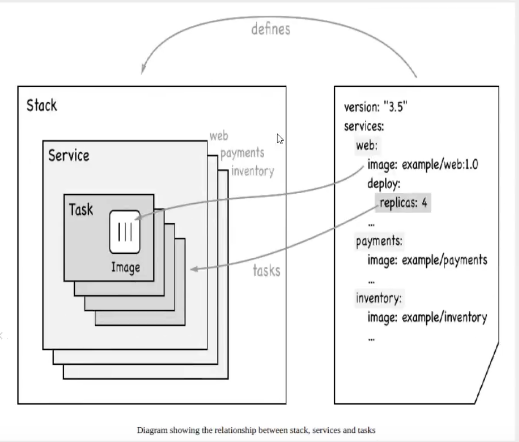 defines
Stack
web
payments
inventory
Service
Task
Image
tasks
version: "3.5"
services:
web:
image: example/web:1.0
deploy:
replicas: 4
...
payments:
image: example/payments
...
inventory:
image: example/inventory
...
Diagram showing the relationship between stack, services and tasks